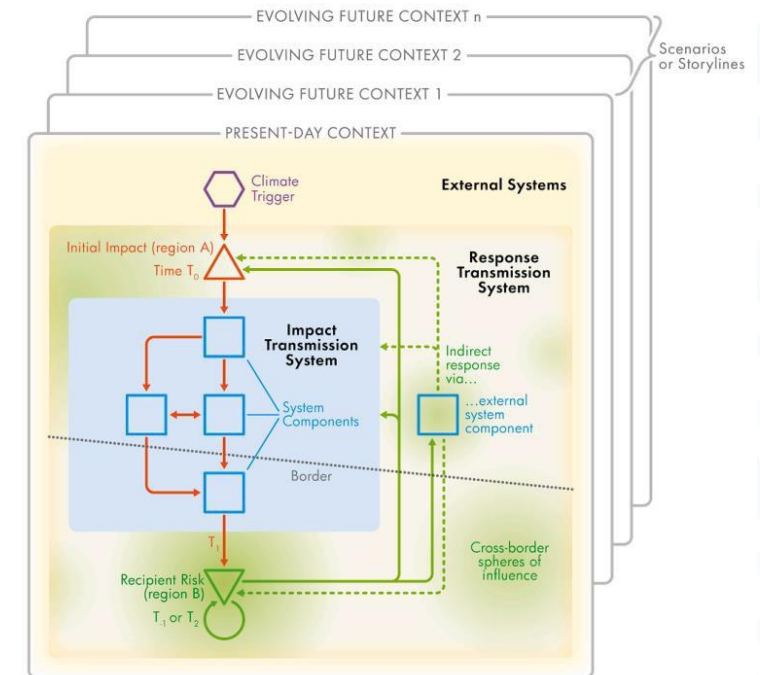 EVOLVING FUTURE CONTEXT n
EVOLVING FUTURE CONTEXT 2
Scenarios
or Storylines
EVOLVING FUTURE CONTEXT 1
PRESENT-DAY CONTEXT
Climate
Trigger
External Systems
Initial Impact (region A)
Time T0
Response
Transmission
System
Impact
Transmission
System
Indirect
response
via...
...external
system
component
System
Components
Border
T1
Cross-border
spheres of
influence
Recipient Risk
(region B)
T-1 or T2